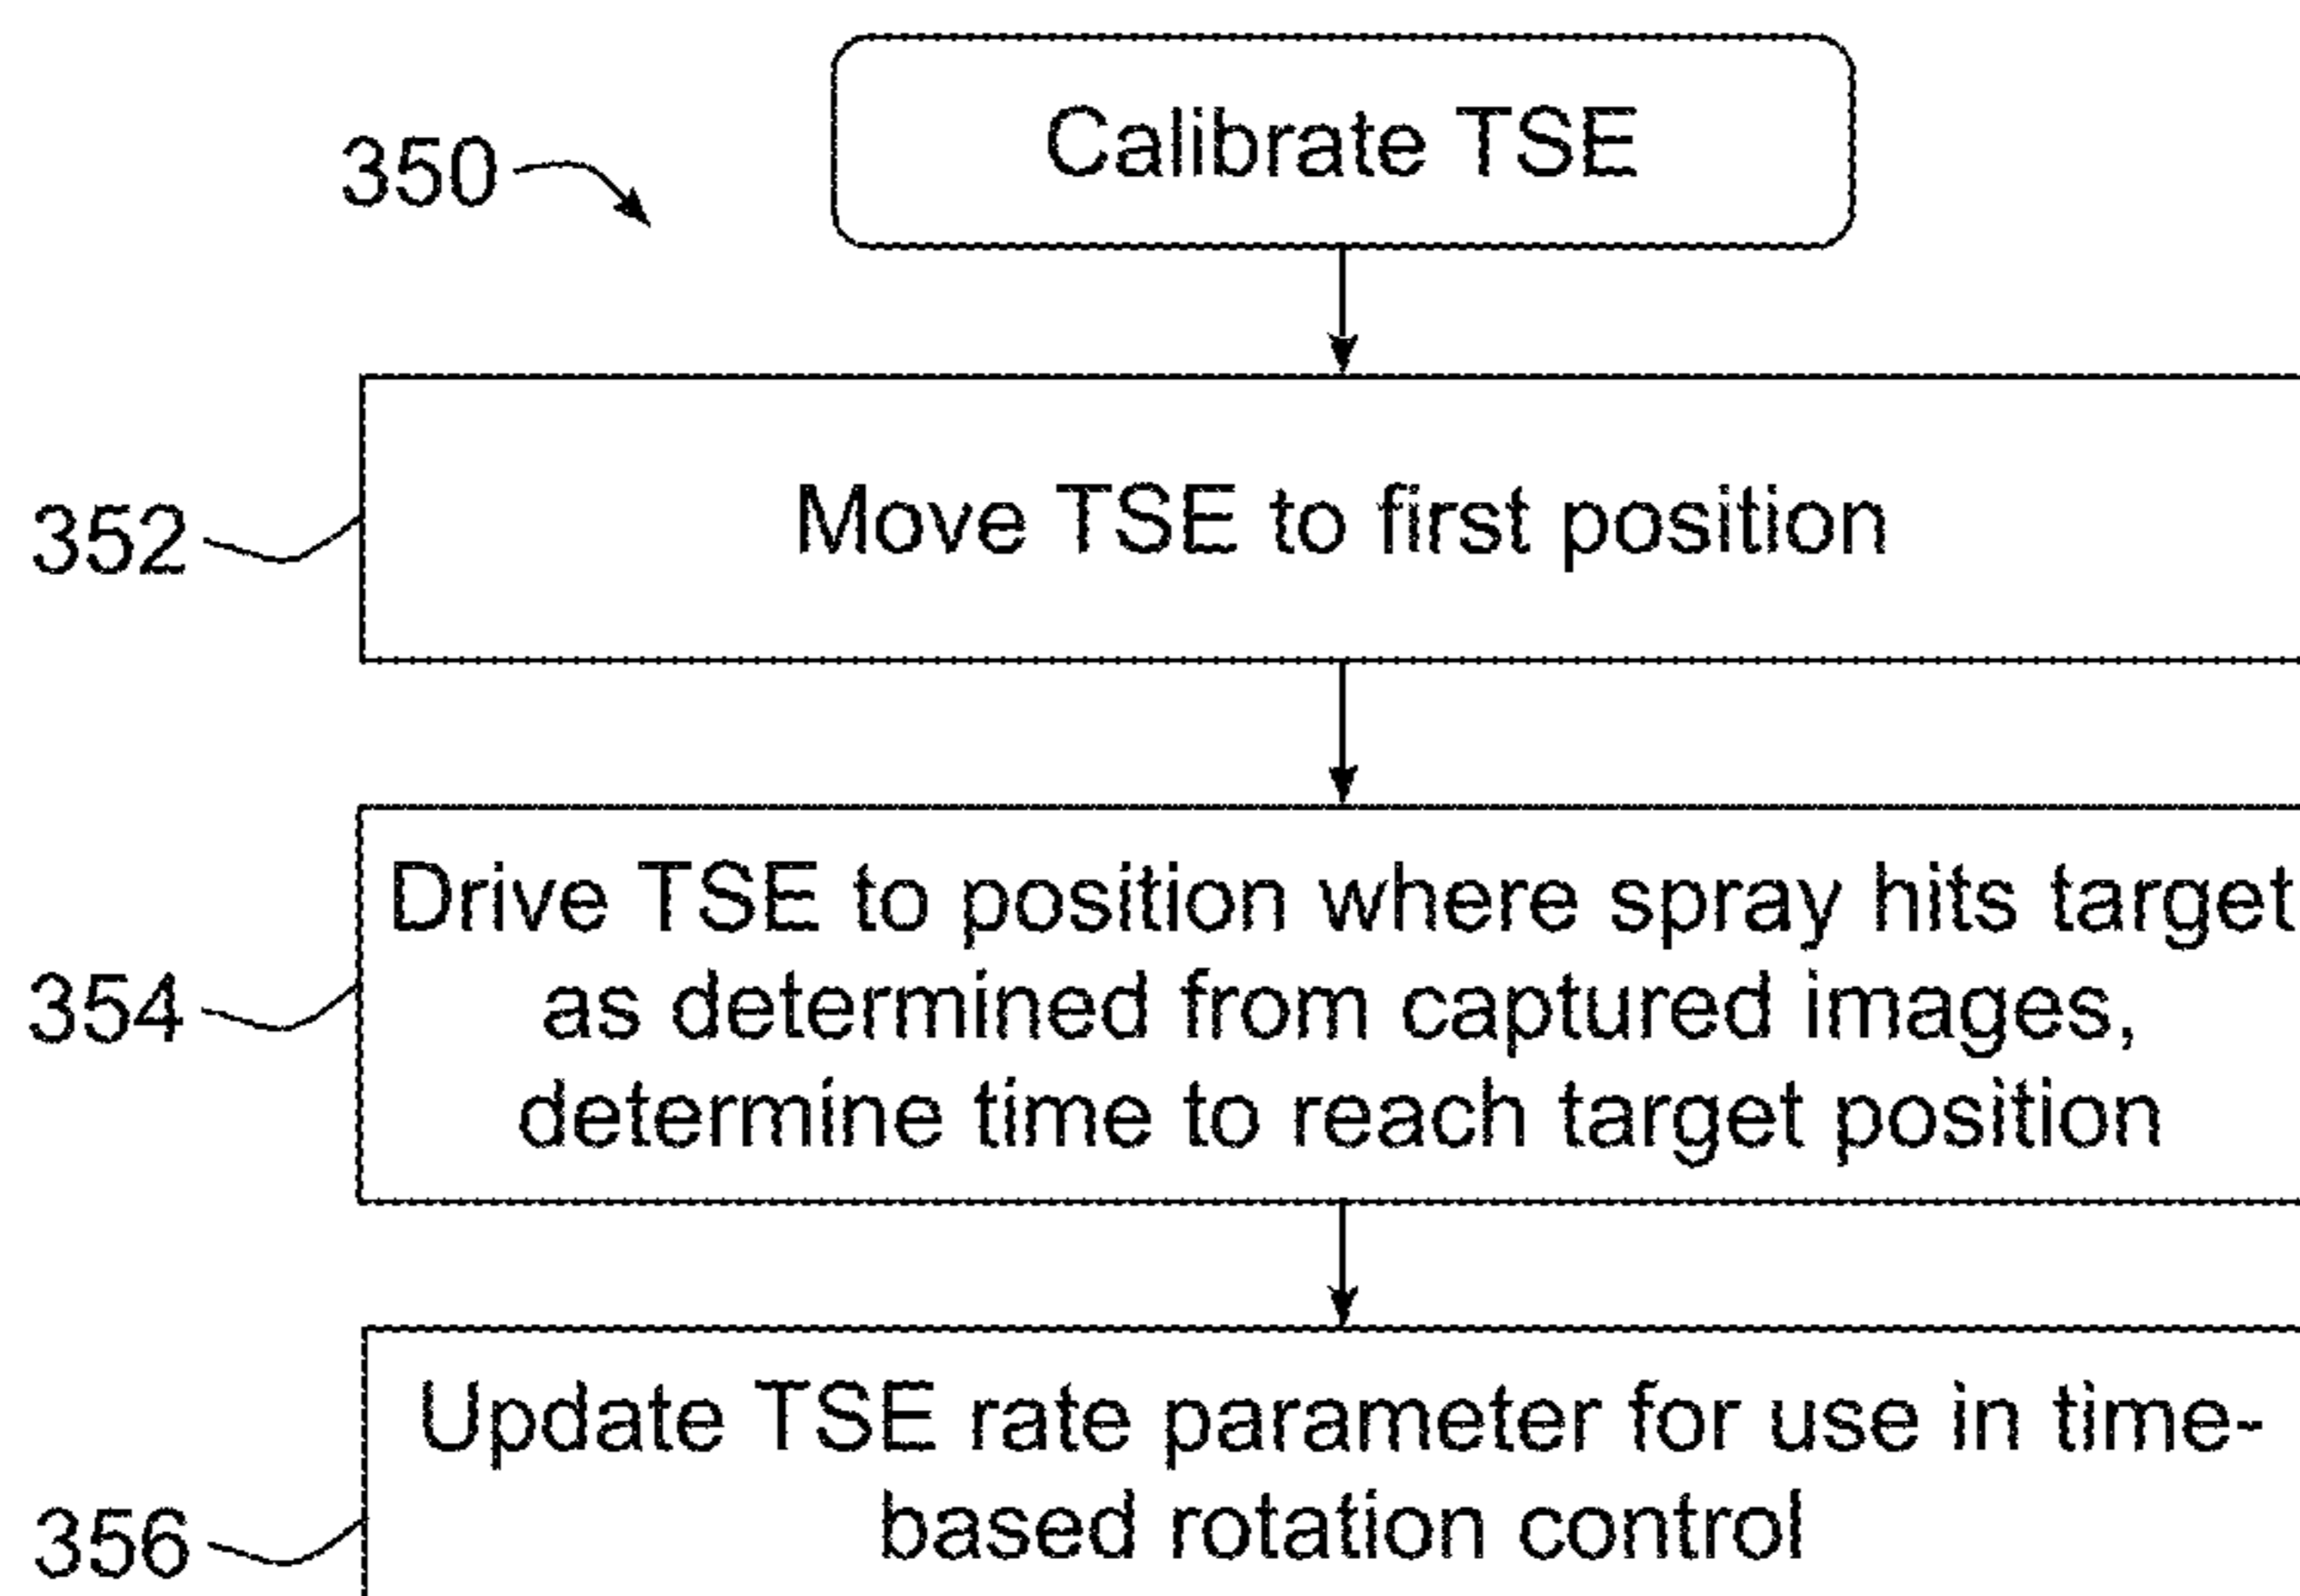 350
Calibrate TSE
352
Move TSE to first position
354
Drive TSE to position where spray hits target
as determined from captured images,
determine time to reach target position
356
Update TSE rate parameter for use in time-
based rotation control